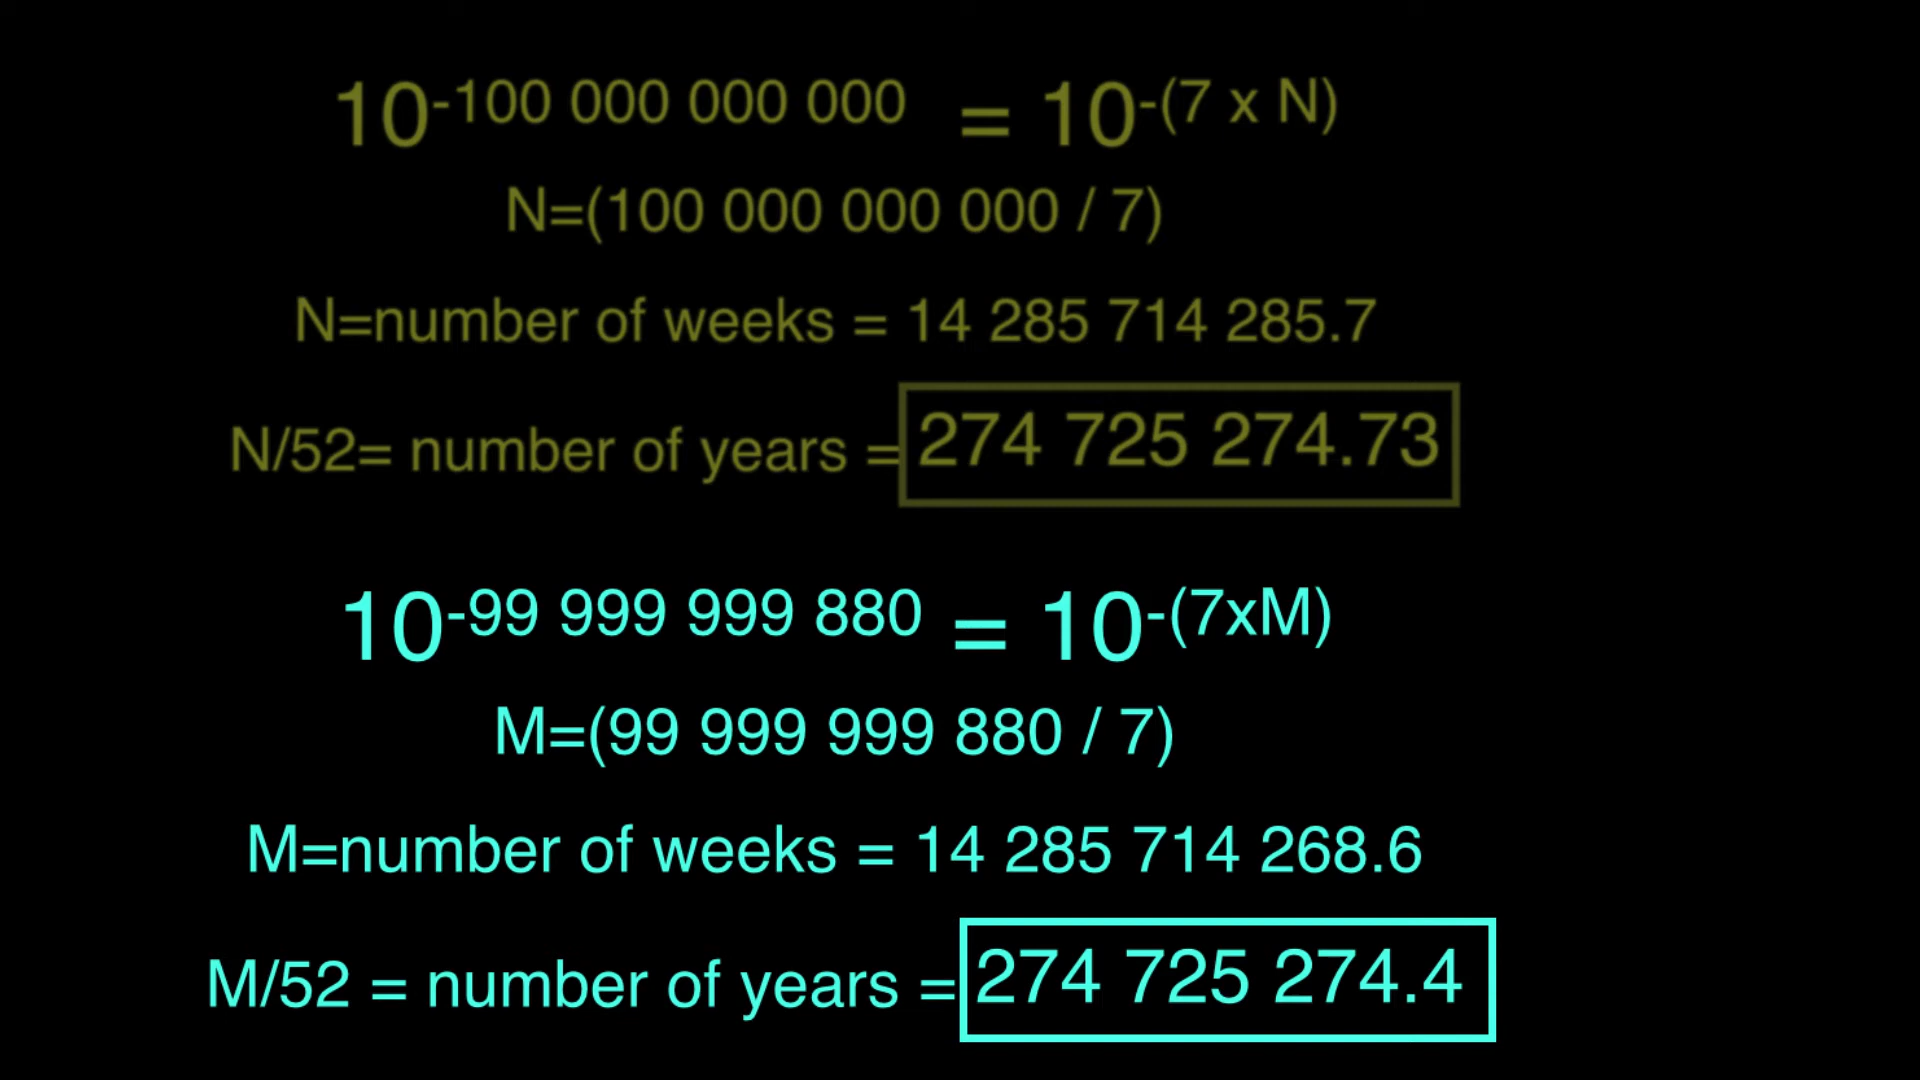 10-100 000 000 000 = 10-(7 x N)
N=(100 000 000 000 / 7)
N=number of weeks = 14 285 714 285.7
N/52= number of years = 274 725 274.73
10-99 999 999 880 = 10-(7xM)
M=(99 999 999 880 / 7)
M=number of weeks = 14 285 714 268.6
M/52 = number of years = 274 725 274.4